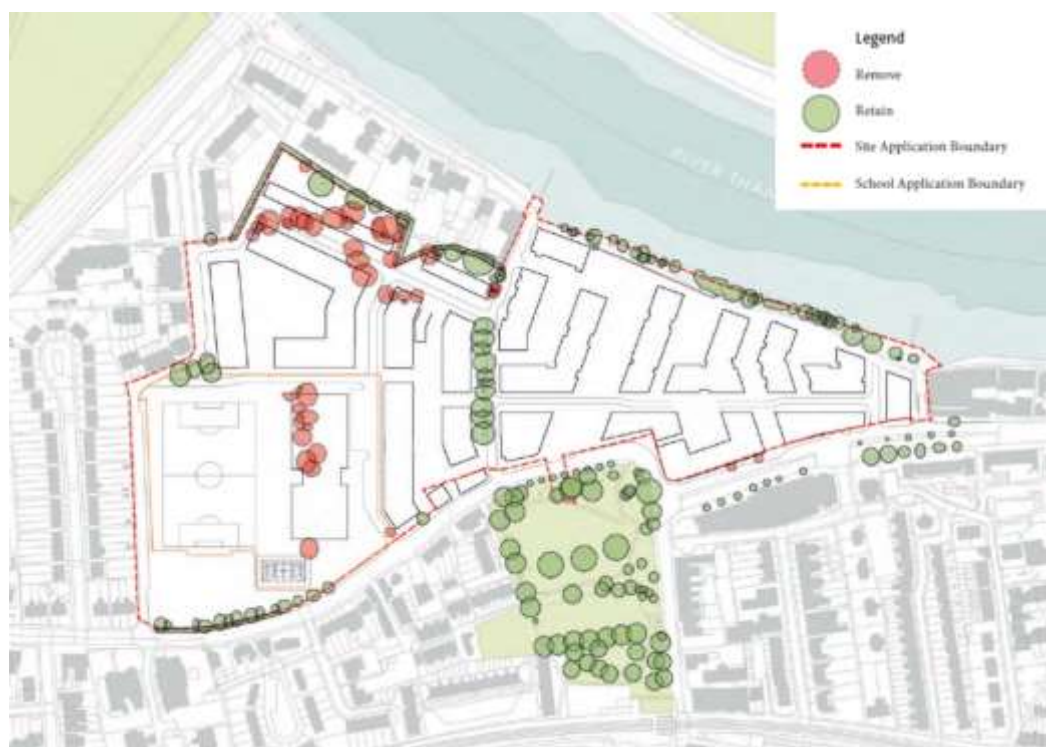 Legend
Remove
Retain
Site Application Boundary
School Application Boundary
RIVER THAMES